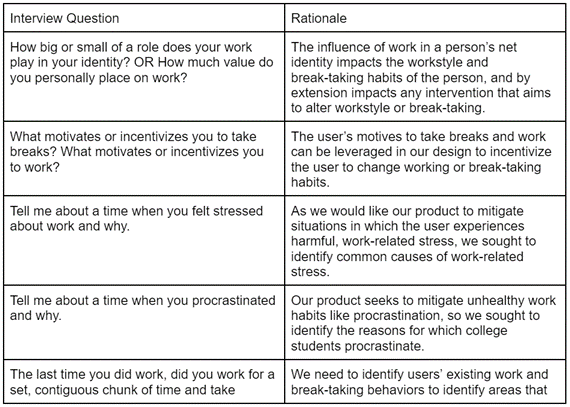 Interview Question
Rationale
How big or small of a role does your work
play in your identity? OR How much value do
you personally place on work?
The influence of work in a person's net
identity impacts the workstyle and
break-taking habits of the person, and by
extension impacts any intervention that aims
to alter workstyle or break-taking.
What motivates or incentivizes you to take
breaks? What motivates or incentivizes you
to work?
The user's motives to take breaks and work
can be leveraged in our design to incentivize
the user to change working or break-taking
habits.
Tell me about a time when you felt stressed
about work and why.
As we would like our product to mitigate
situations in which the user experiences
harmful, work-related stress, we sought to
identify common causes of work-related
stress.
Tell me about a time when you procrastinated
and why.
Our product seeks to mitigate unhealthy work
habits like procrastination, so we sought to
identify the reasons for which college
students procrastinate.
The last time you did work, did you work for a
set, contiguous chunk of time and take
We need to identify users' existing work and
break-taking behaviors to identify areas that